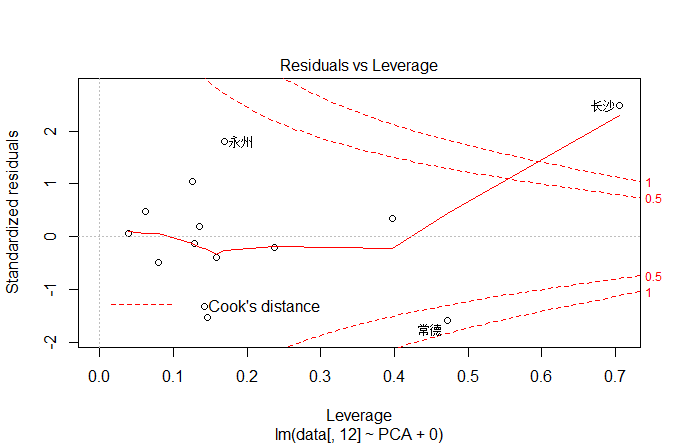 Residuals vs Leverage
Standardized residuals
2
1
0
-1
-2
长沙
永州
常德
1
0.5
0.5
1
Cook's distance
0.0
0.1
0.2
0.3
0.4
0.5
0.6
0.7
Leverage
lm(data[, 12] ~ PCA + 0)